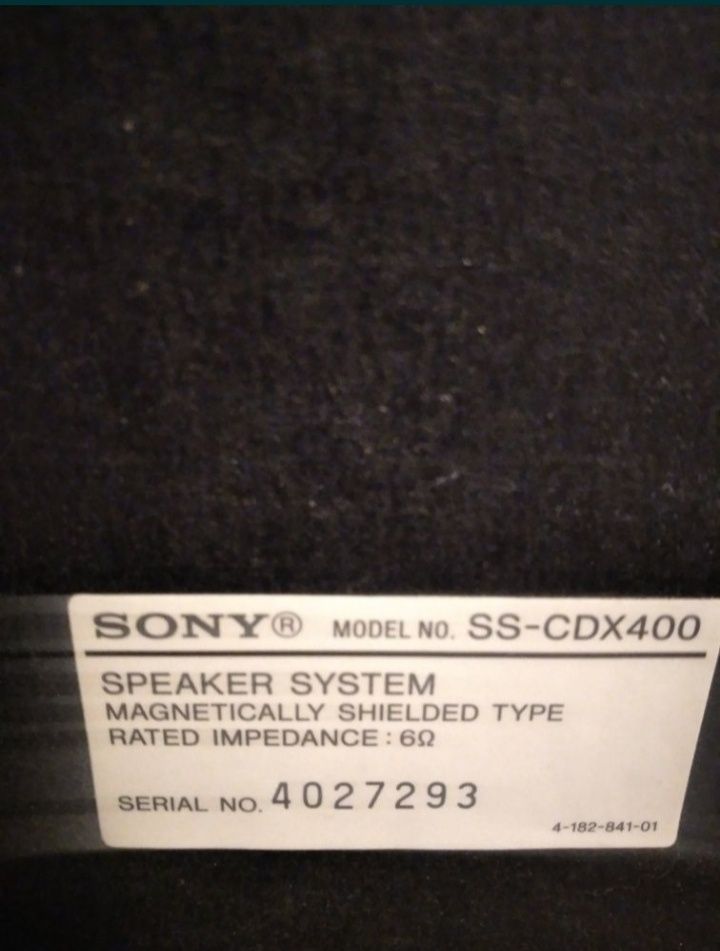 SONY® MODEL NO. SS-CDX400
SPEAKER SYSTEM
MAGNETICALLY SHIELDED TYPE
RATED IMPEDANCE : 6Ω
SERIAL NO. 4027293
4-182-841-01